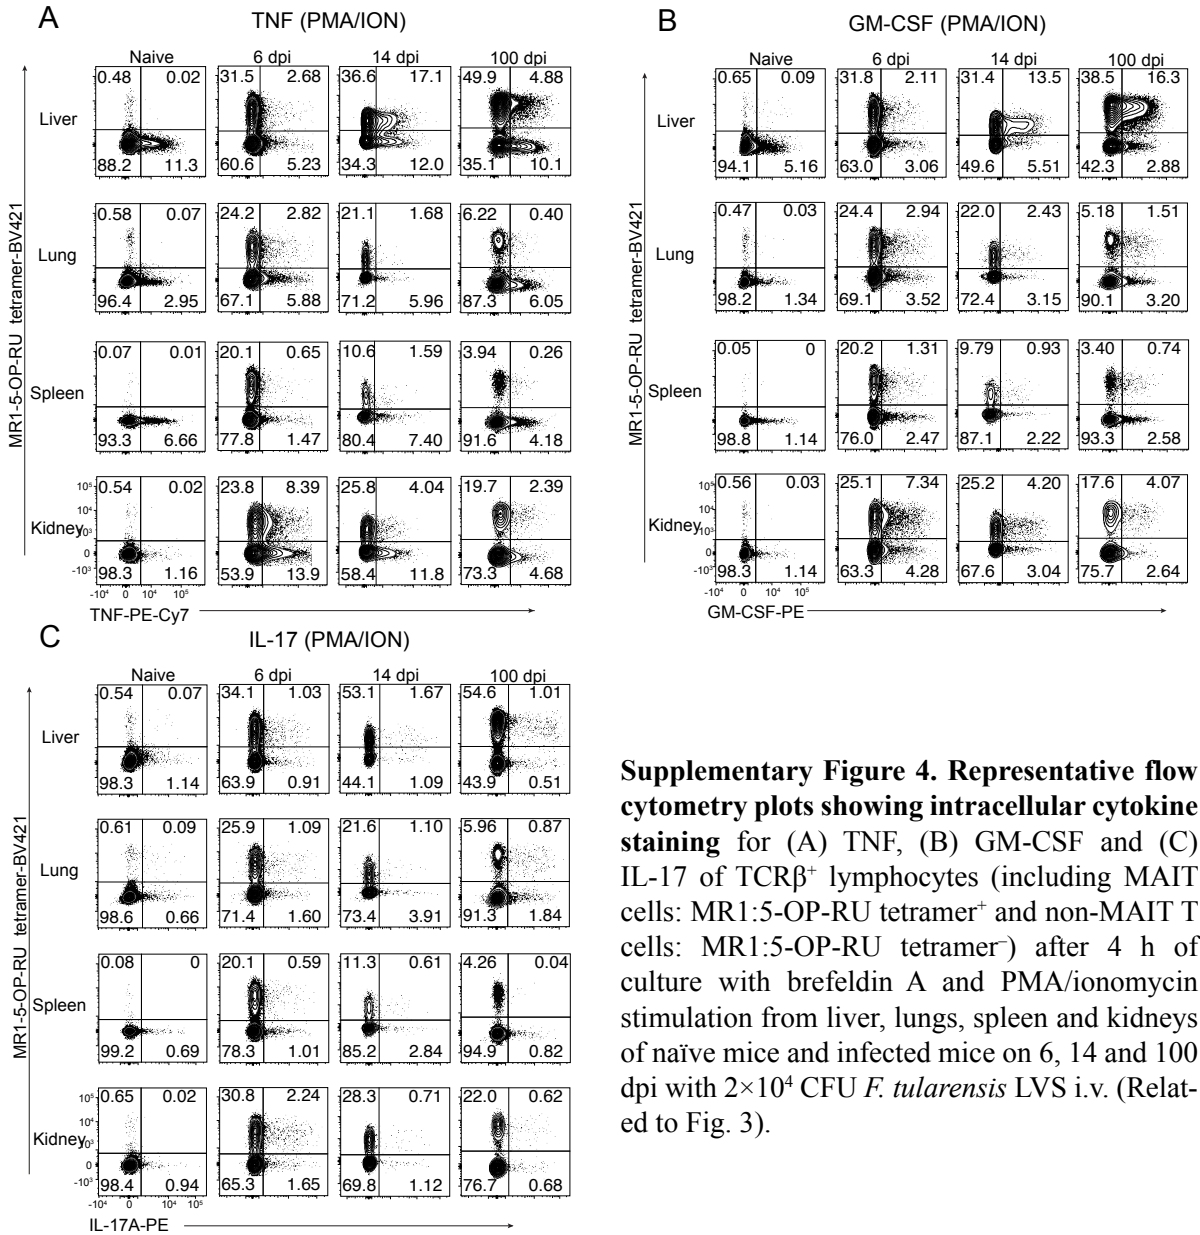 A
TNF (PMA/ION)
Naive 6 dpi 14 dpi 100 dpi
0.48 0.02 31.5 2.68 36.6 17.1 49.9 4.88
Liver
88.2 11.3 60.6 5.23 34.3 12.0 35.1 10.1
0.58 0.07 24.2 2.82 21.1 1.68 6.22 0.40
Lung
96.4 2.95 67.1 5.88 71.2 5.96 87.3 6.05
0.07 0.01 20.1 0.65 10.6 1.59 3.94 0.26
Spleen
93.3 6.66 77.8 1.47 80.4 7.40 91.6 4.18
0.54 0.02 23.8 8.39 25.8 4.04 19.7 2.39
10⁵
10⁴
10³
Kidney
0
-10³
98.3 1.16 53.9 13.9 58.4 11.8 73.3 4.68
-10⁴ 0 10⁴ 10⁵
MR1-5-OP-RU tetramer-BV421
TNF-PE-Cy7
B
GM-CSF (PMA/ION)
Naive 6 dpi 14 dpi 100 dpi
0.65 0.09 31.8 2.11 31.4 13.5 38.5 16.3
Liver
94.1 5.16 63.0 3.06 49.6 5.51 42.3 2.88
0.47 0.03 24.4 2.94 22.0 2.43 5.18 1.51
Lung
98.2 1.34 69.1 3.52 72.4 3.15 90.1 3.20
0.05 0 20.2 1.31 9.79 0.93 3.40 0.74
Spleen
98.8 1.14 76.0 2.47 87.1 2.22 93.3 2.58
0.56 0.03 25.1 7.34 25.2 4.20 17.6 4.07
10⁵
10⁴
10³
Kidney
0
-10³
98.3 1.14 63.3 4.28 67.6 3.04 75.7 2.64
-10⁴ 0 10⁴ 10⁵
MR1-5-OP-RU tetramer-BV421
GM-CSF-PE
C
IL-17 (PMA/ION)
Naive 6 dpi 14 dpi 100 dpi
0.54 0.07 34.1 1.03 53.1 1.67 54.6 1.01
Liver
98.3 1.14 63.9 0.91 44.1 1.09 43.9 0.51
0.61 0.09 25.9 1.09 21.6 1.10 5.96 0.87
Lung
98.6 0.66 71.4 1.60 73.4 3.91 91.3 1.84
0.08 0 20.1 0.59 11.3 0.61 4.26 0.04
Spleen
99.2 0.69 78.3 1.01 85.2 2.84 94.9 0.82
0.65 0.02 30.8 2.24 28.3 0.71 22.0 0.62
10⁵
10⁴
10³
Kidney
0
-10³
98.4 0.94 65.3 1.65 69.8 1.12 76.7 0.68
-10⁴ 0 10⁴ 10⁵
MR1-5-OP-RU tetramer-BV421
IL-17A-PE
Supplementary Figure 4. Representative flow
cytometry plots showing intracellular cytokine
staining for (A) TNF, (B) GM-CSF and (C)
IL-17 of TCRβ⁺ lymphocytes (including MAIT
cells: MR1:5-OP-RU tetramer⁺ and non-MAIT T
cells: MR1:5-OP-RU tetramer⁻) after 4 h of
culture with brefeldin A and PMA/ionomycin
stimulation from liver, lungs, spleen and kidneys
of naïve mice and infected mice on 6, 14 and 100
dpi with 2×10⁴ CFU F. tularensis LVS i.v. (Relat-
ed to Fig. 3).